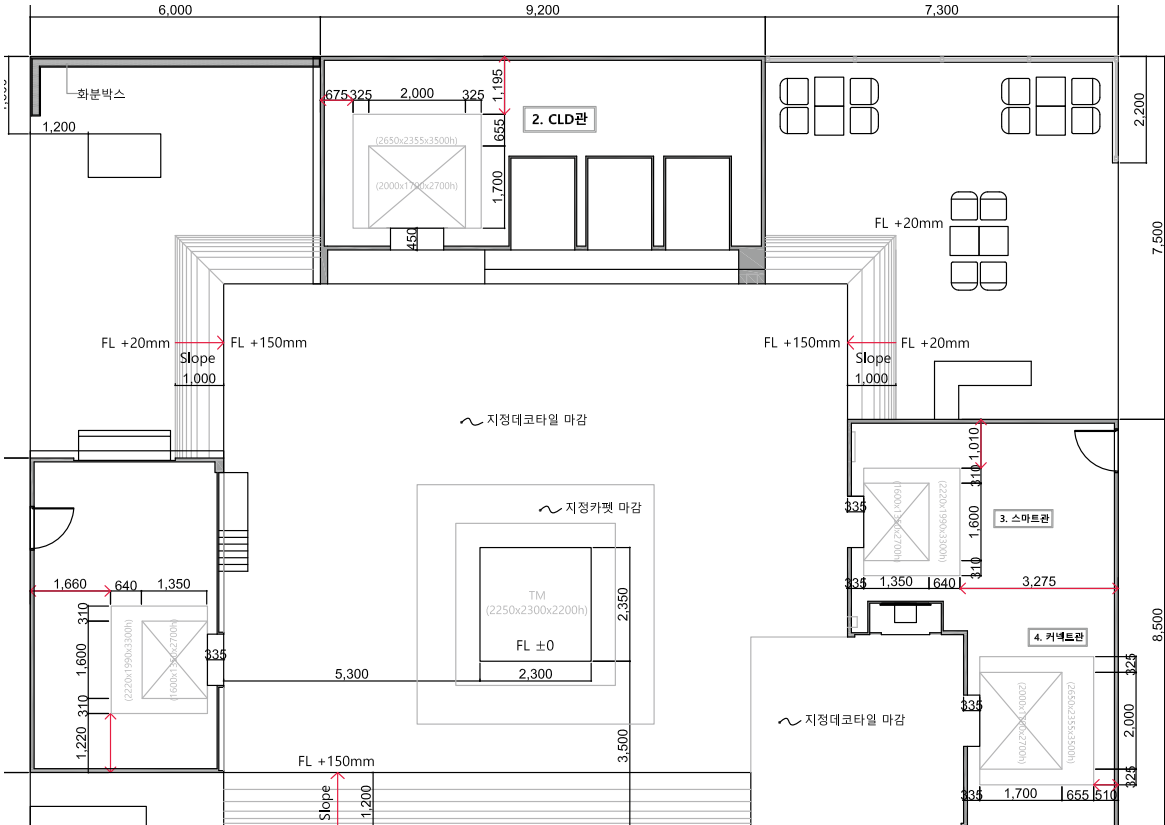 6,000
9,200
7,300
화분박스
1,200
675
325
2,000
325
1,195
655
1,700
(2650x2355x3500h)
(2000x1700x2700h)
450
2. CLD관
2,200
7,500
FL +20mm
FL +20mm
FL +150mm
Slope
1,000
FL +150mm
FL +20mm
Slope
1,000
지정데코타일 마감
지정카펫 마감
TM
(2250x2300x2200h)
FL ±0
2,350
2,300
5,300
3,500
1,010
310
1,600
310
335
(2220x1990x3300h)
335
1,350
640
3,275
3. 스마트관
8,500
4. 커넥트관
1,660
640
1,350
310
1,600
310
1,220
(2220x1990x3300h)
335
지정데코타일 마감
325
2,000
325
335
(2650x2355x3500h)
335
1,700
655
510
FL +150mm
Slope
1,200